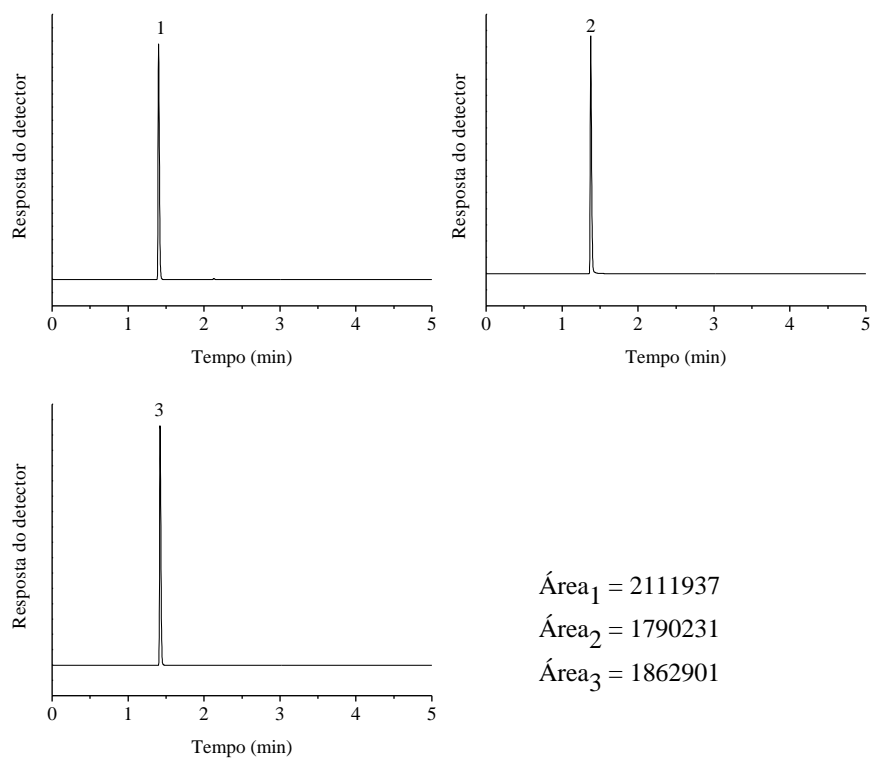 1
Resposta do detector
0 1 2 3 4 5
Tempo (min)
2
Resposta do detector
0 1 2 3 4 5
Tempo (min)
3
Resposta do detector
0 1 2 3 4 5
Tempo (min)
Área1 = 2111937
Área2 = 1790231
Área3 = 1862901